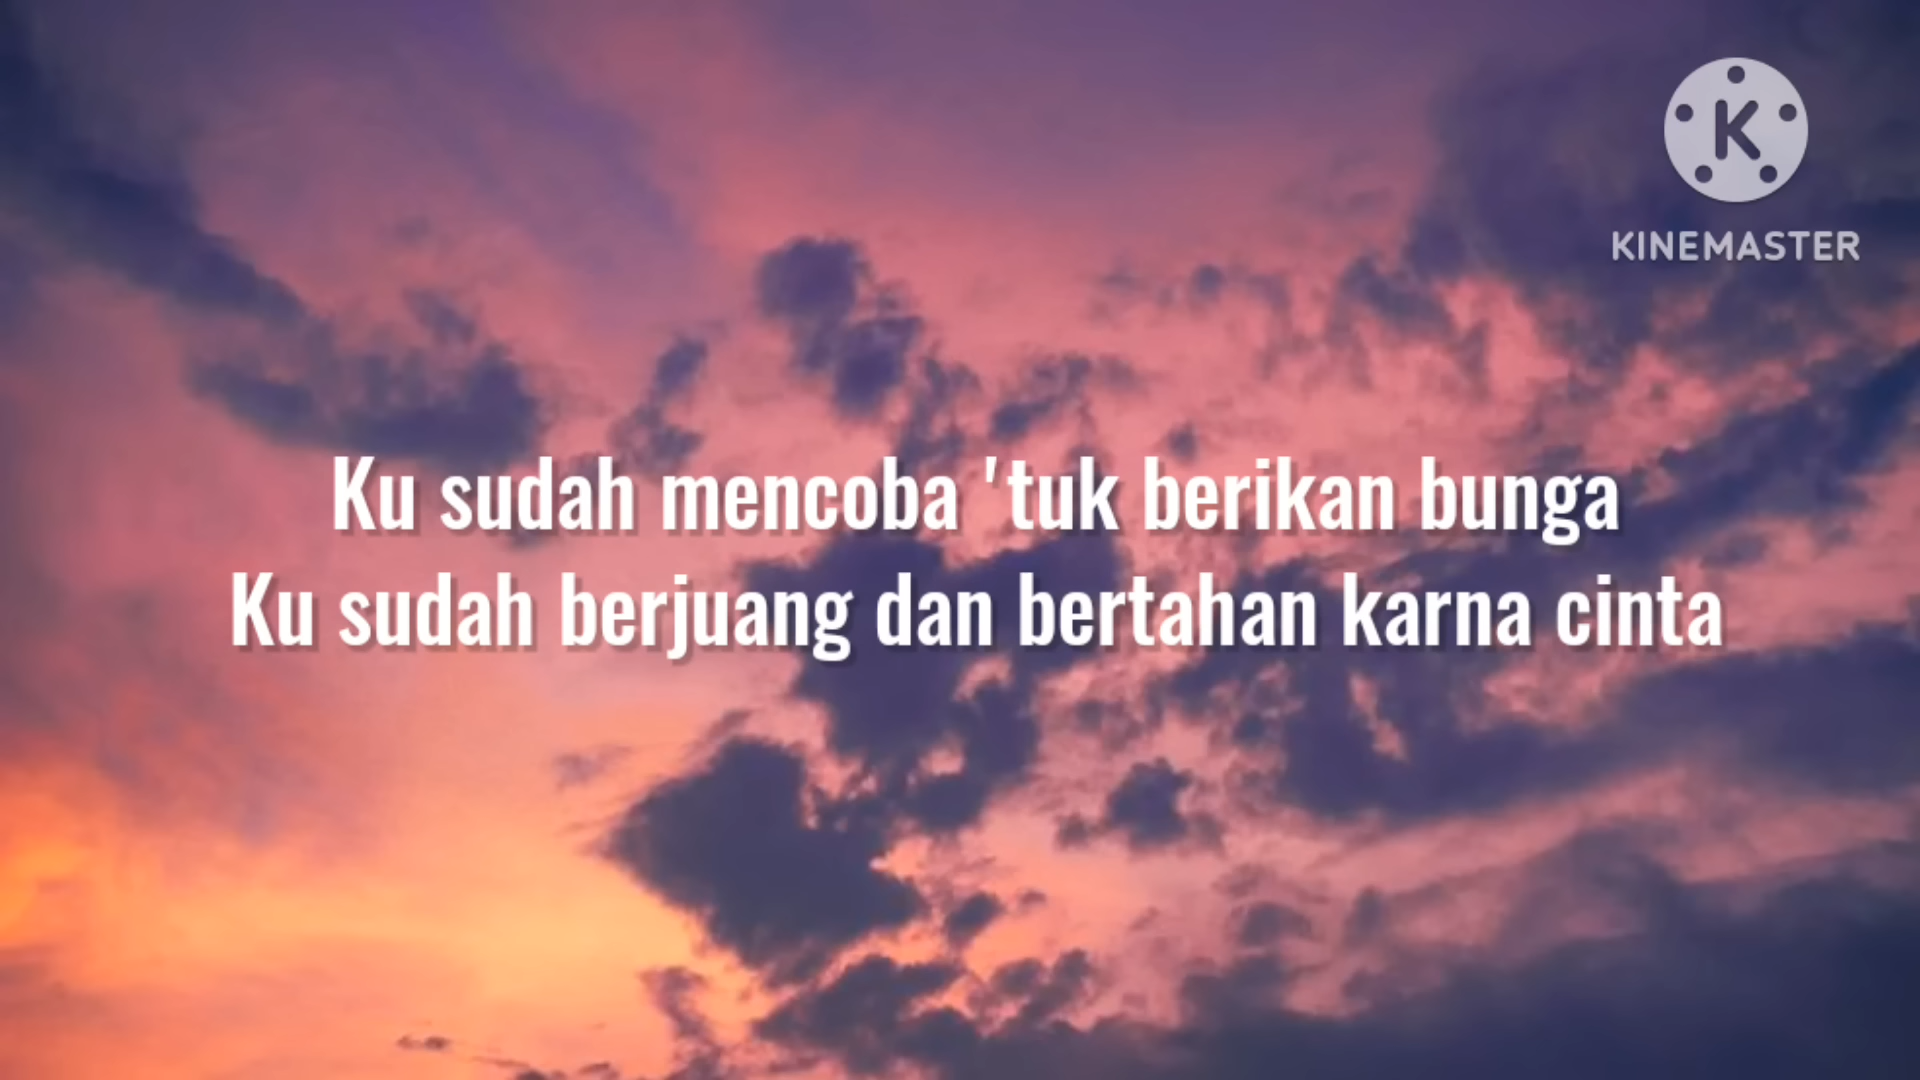 K
KINEMASTER
Ku sudah mencoba 'tuk berikan bunga
Ku sudah berjuang dan bertahan karna cinta